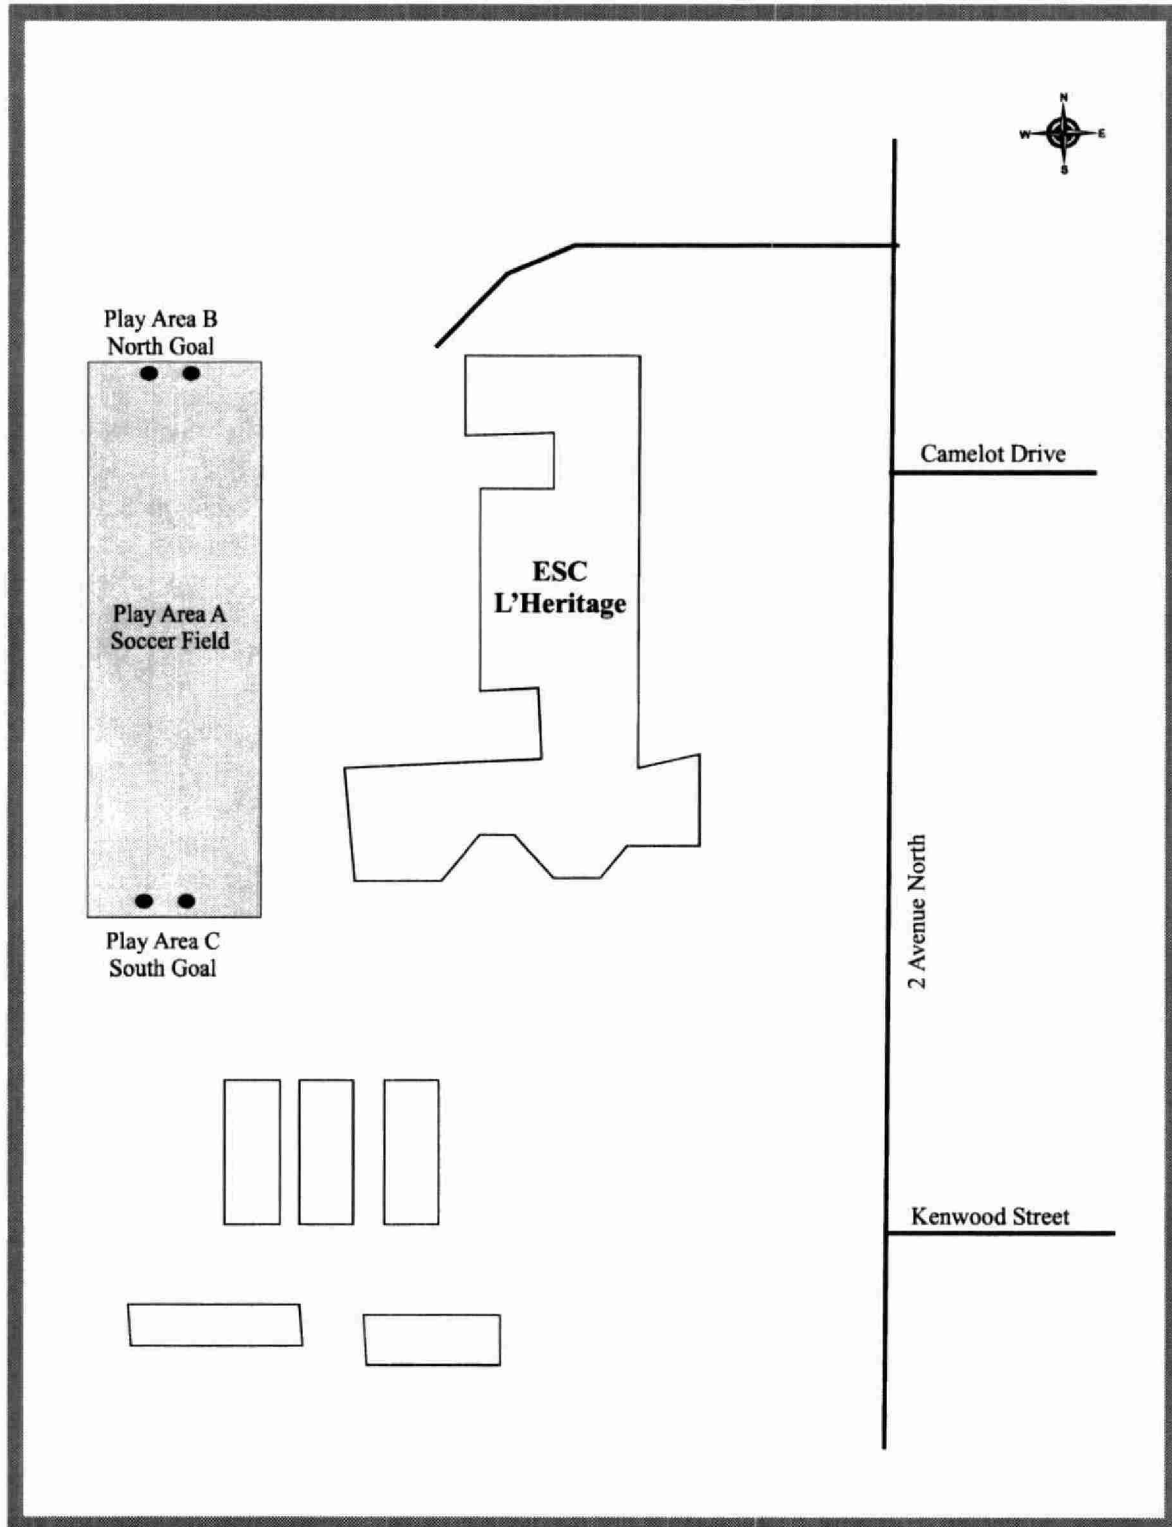 N
W E
S
Play Area B
North Goal
Camelot Drive
ESC
L'Heritage
Play Area A
Soccer Field
2 Avenue North
Play Area C
South Goal
Kenwood Street